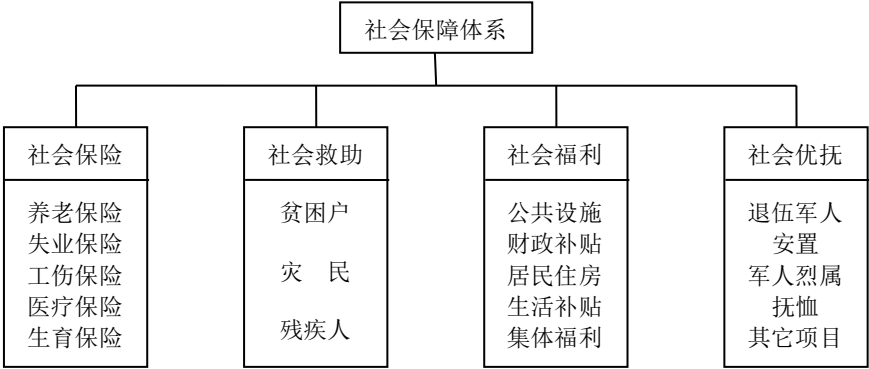 社会保障体系
社会保险
养老保险
失业保险
工伤保险
医疗保险
生育保险
社会救助
贫困户
灾 民
残疾人
社会福利
公共设施
财政补贴
居民住房
生活补贴
集体福利
社会优抚
退伍军人
安置
军人烈属
抚恤
其它项目